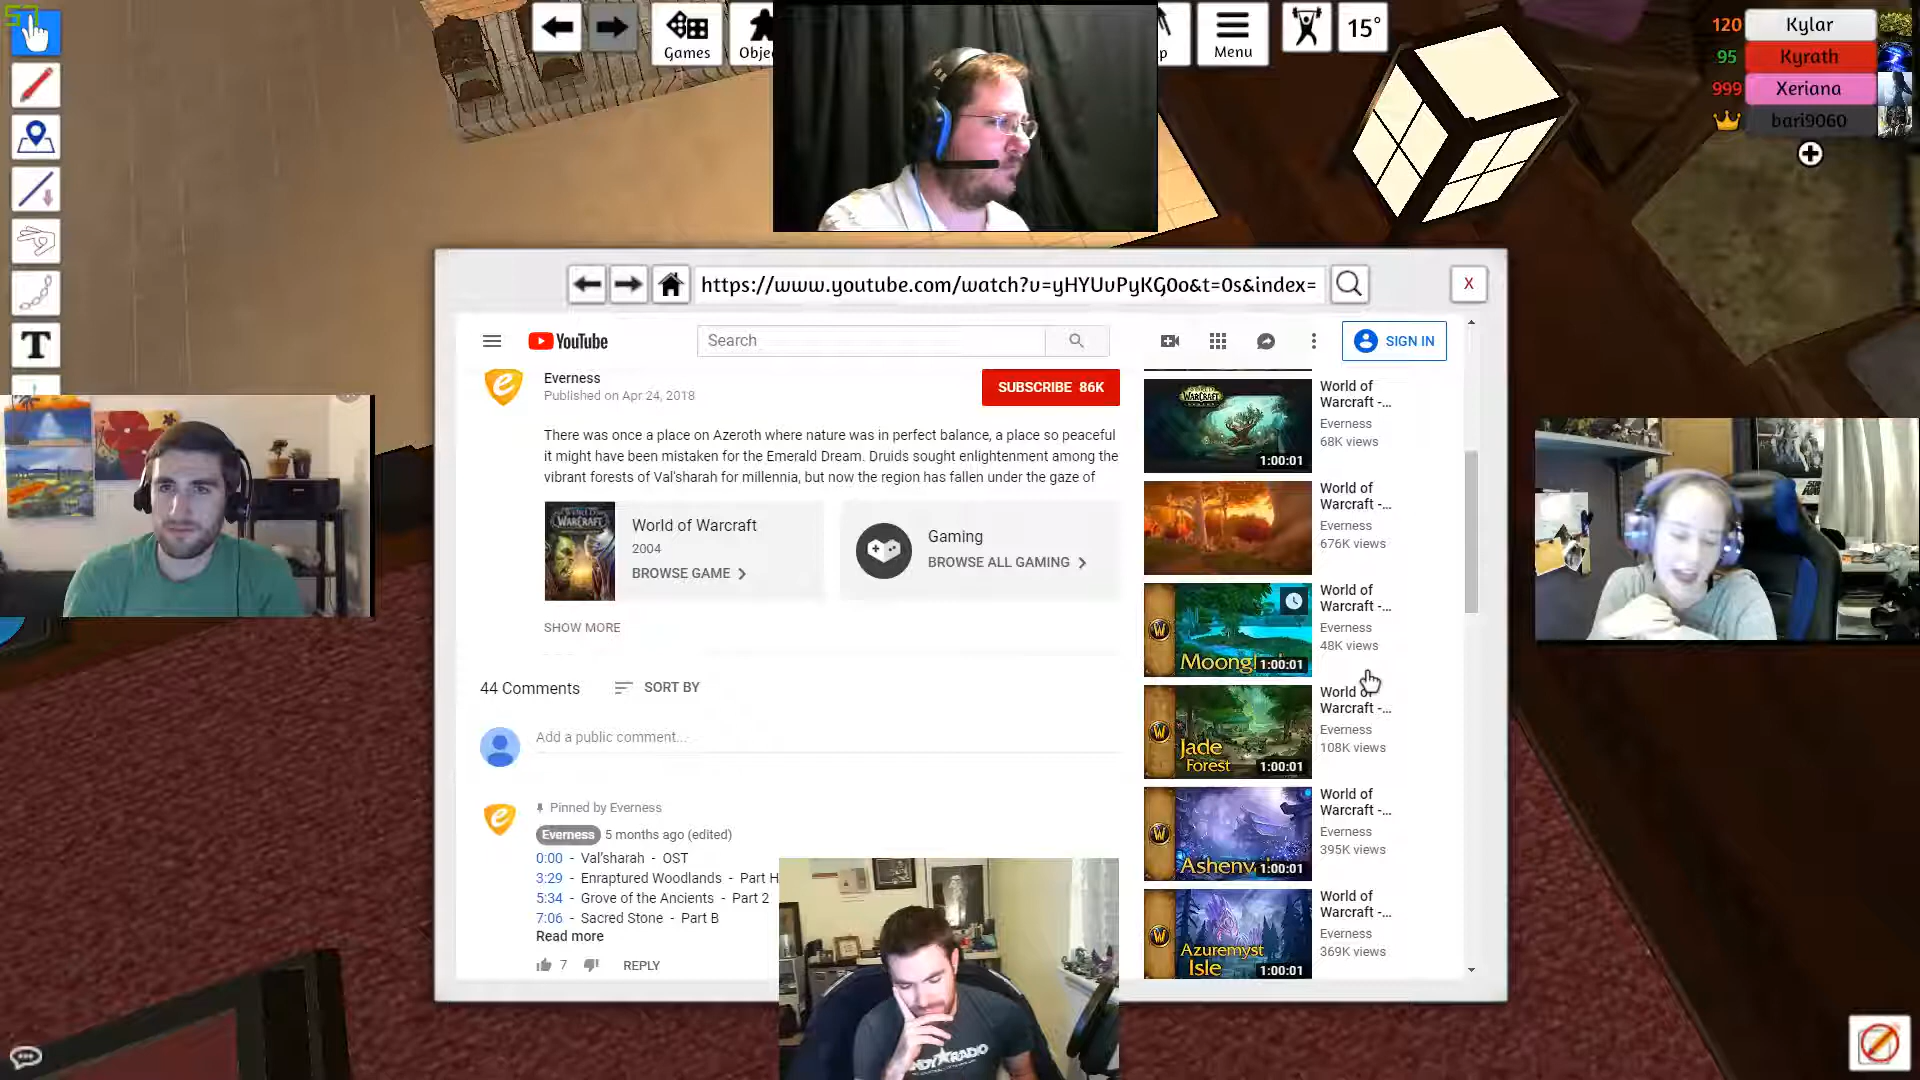 57
Games
Objec
p
Menu
15°
120 Kylar
95 Kyrath
999 Xeriana
bari9060
T
https://www.youtube.com/watch?v=yHYUvPyKG0o&t=0s&index=
X
YouTube
Search
SIGN IN
Everness
Published on Apr 24, 2018
SUBSCRIBE 86K
There was once a place on Azeroth where nature was in perfect balance, a place so peaceful
it might have been mistaken for the Emerald Dream. Druids sought enlightenment among the
vibrant forests of Val'sharah for millennia, but now the region has fallen under the gaze of
WARCRAFT
World of Warcraft
2004
BROWSE GAME
Gaming
BROWSE ALL GAMING
SHOW MORE
44 Comments
SORT BY
Add a public comment...
Pinned by Everness
Everness 5 months ago (edited)
0:00 - Val'sharah - OST
3:29 - Enraptured Woodlands - Part H
5:34 - Grove of the Ancients - Part 2
7:06 - Sacred Stone - Part B
Read more
7
REPLY
WARCRAFT
1:00:01
World of
Warcraft -...
Everness
68K views
World of
Warcraft -...
Everness
676K views
W
Moongl
1:00:01
World of
Warcraft -...
Everness
48K views
W
Jade
Forest
1:00:01
World of
Warcraft -...
Everness
108K views
W
Ashenv
1:00:01
World of
Warcraft -...
Everness
395K views
W
Azuremyst
Isle
1:00:01
World of
Warcraft -...
Everness
369K views
RADIO